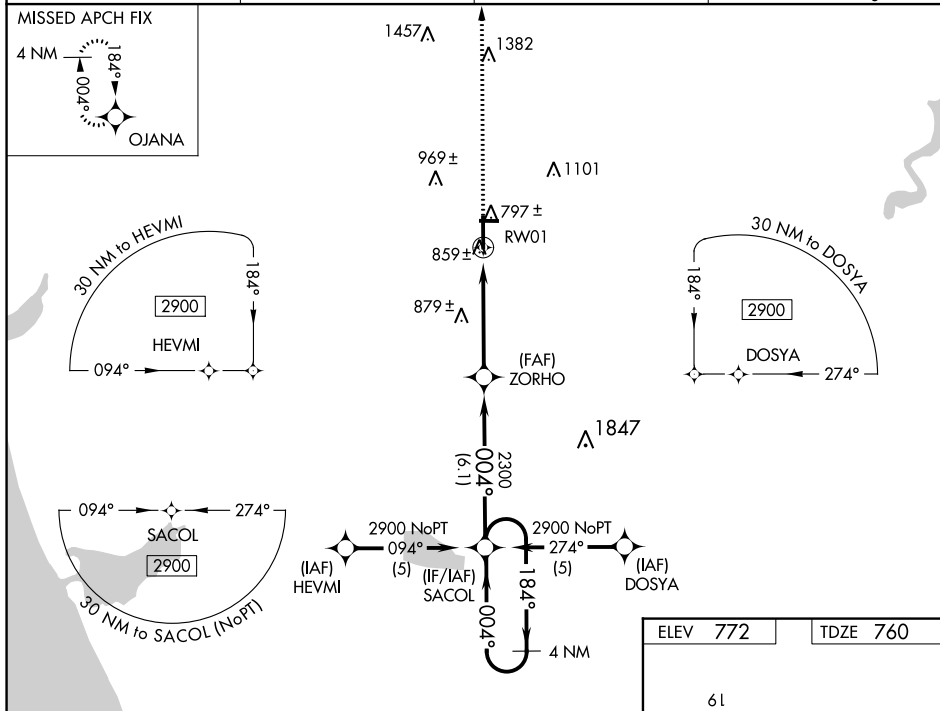 MISSED APCH FIX
4 NM
184°
004°
OJANA
1457
1382
969 ±
1101
797 ±
RW01
859 ±
879 ±
30 NM to HEVMI
184°
2900
HEVMI
094°
30 NM to DOSYA
184°
2900
DOSYA
274°
(FAF)
ZORHO
1847
2300
004°
(6.1)
094°
274°
SACOL
2900
30 NM to SACOL (NoPT)
2900 NoPT
094°
(5)
(IAF)
HEVMI
(IF/IAF)
SACOL
2900 NoPT
274°
(5)
(IAF)
DOSYA
184°
004°
4 NM
ELEV 772
TDZE 760